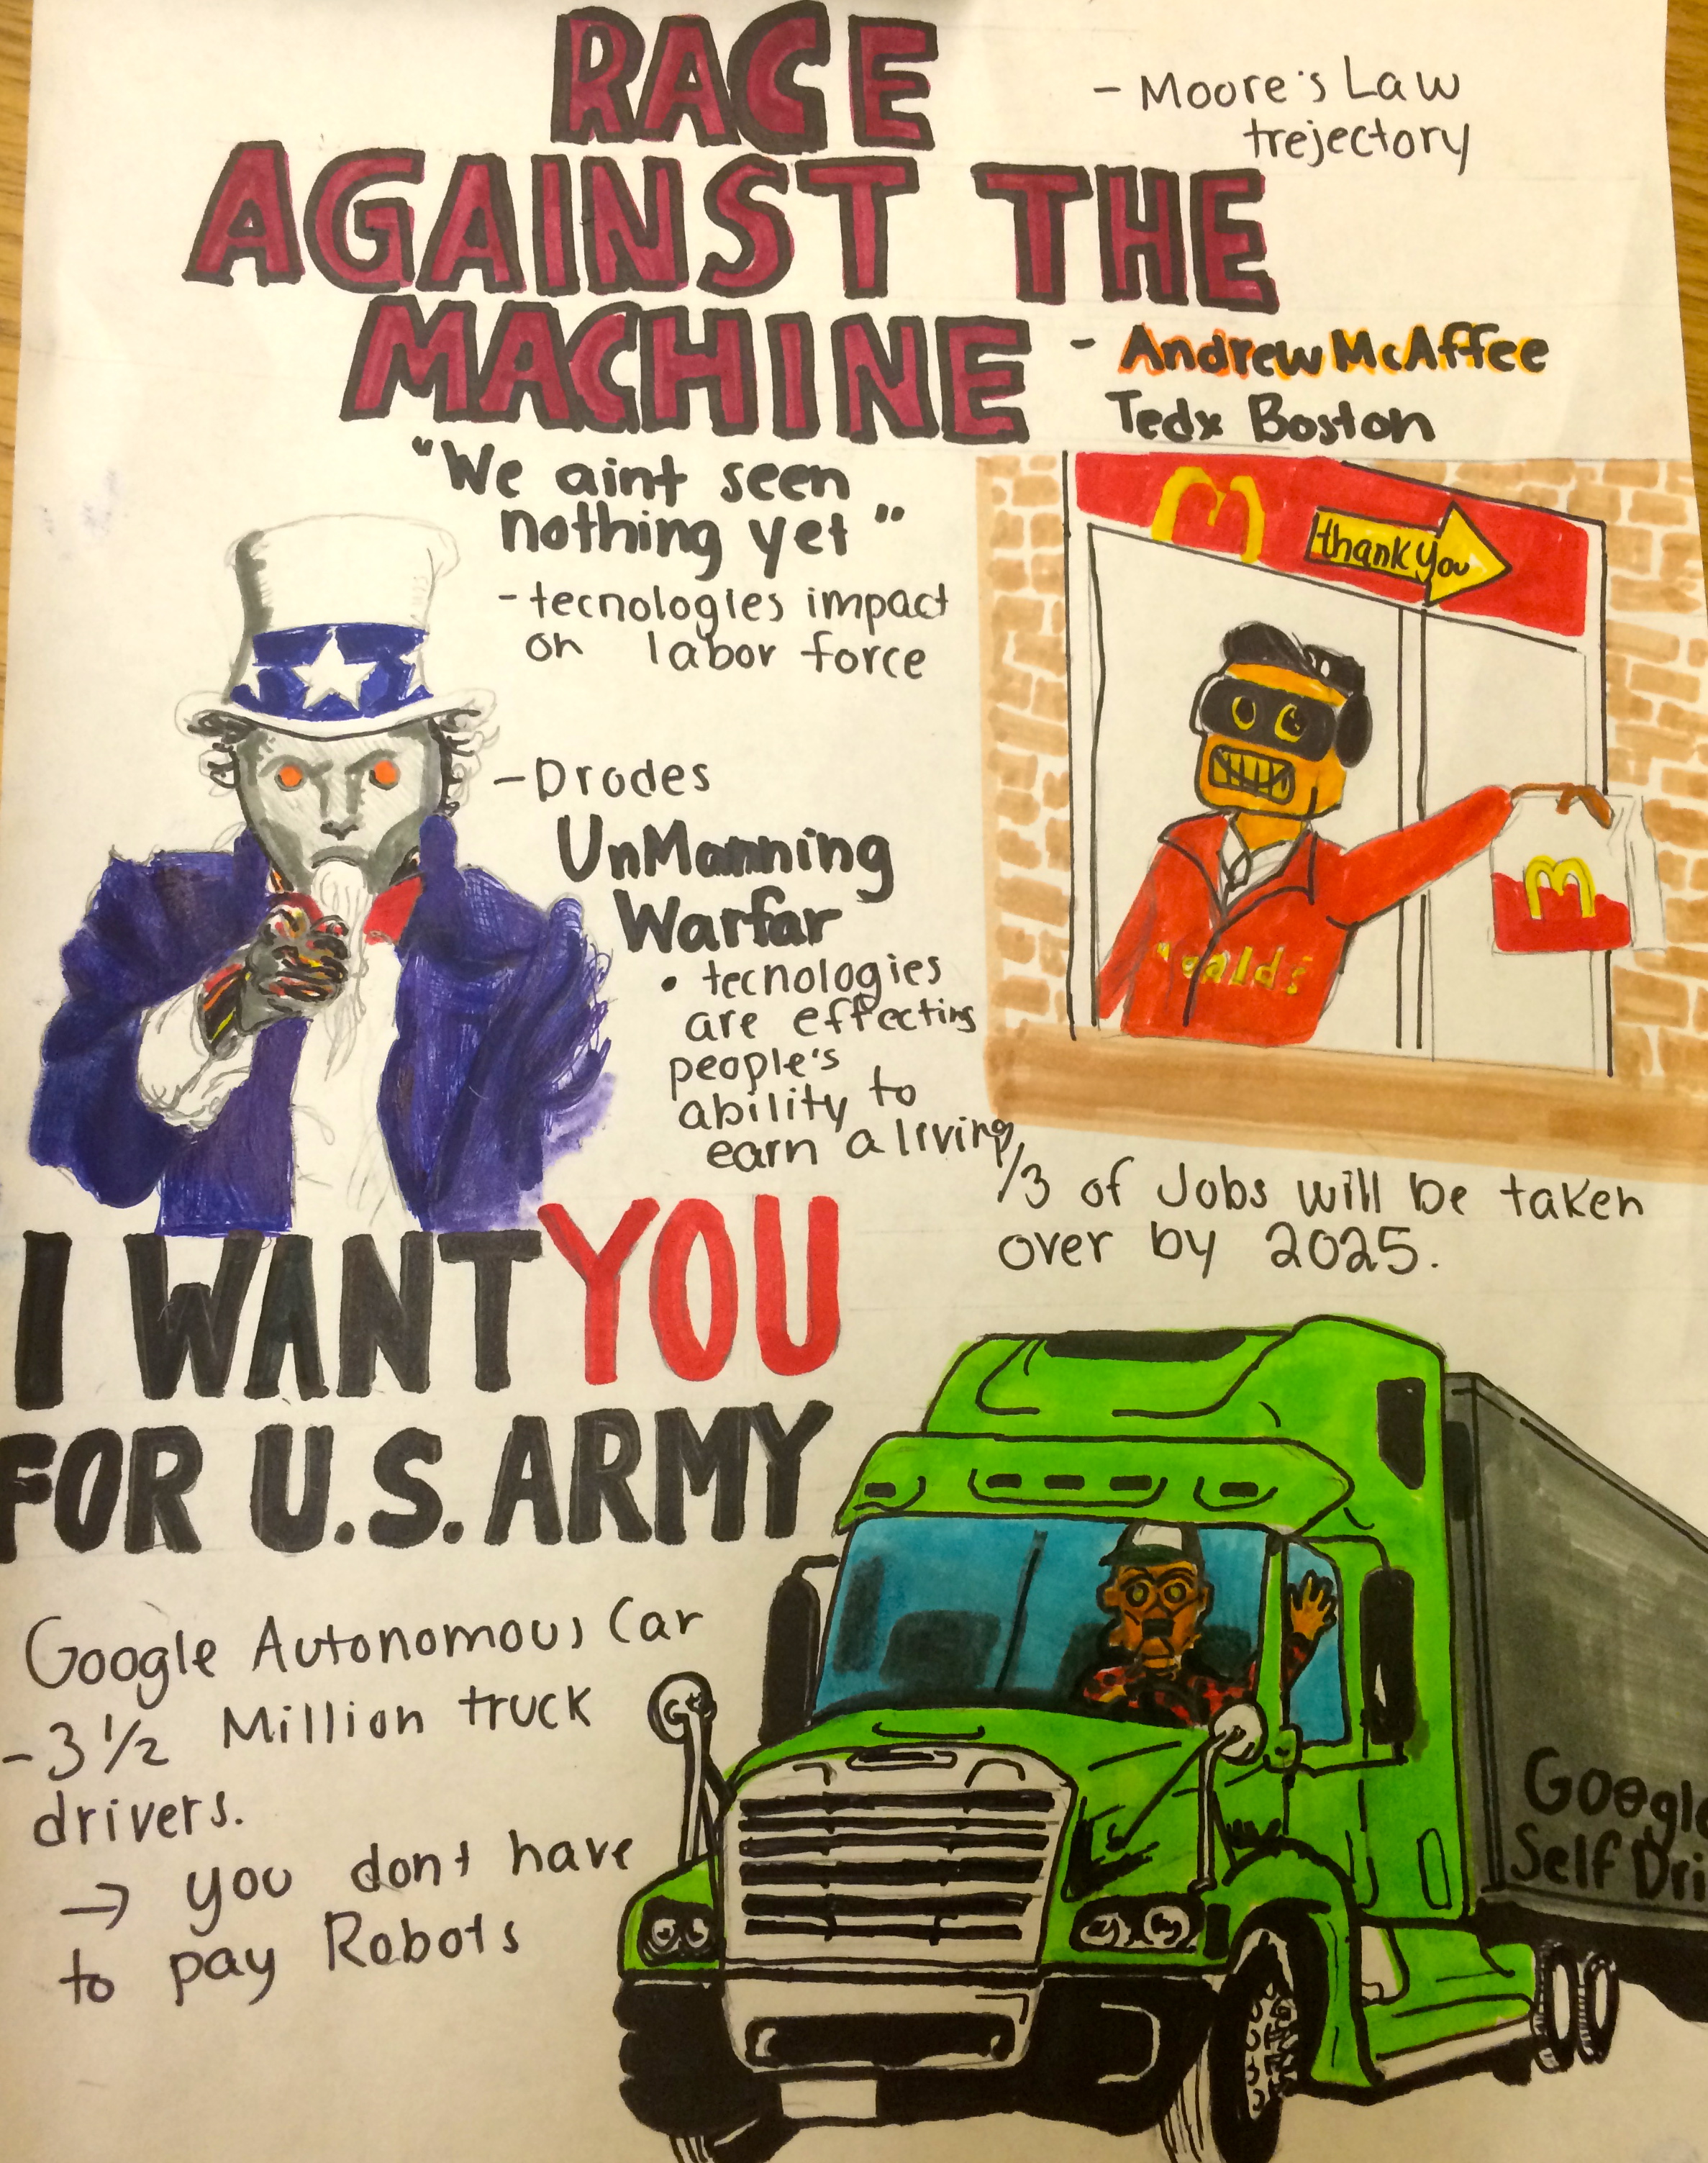 RACE
AGAINST THE
MACHINE
- Moore's Law
trejectory
- Andrew McAffee
Tedx Boston
"We aint seen
nothing yet"
- tecnologies impact
on labor force
thank you
- Drodes
UnManning
Warfar
• tecnologies
are effecting
people's
ability to
earn a living
alds
1/3 of Jobs will be taken
over by 2025.
I WANT YOU
FOR U.S. ARMY
Google Autonomous Car
- 3 1/2 Million truck
drivers.
→ you dont have
to pay Robots
Google
Self Dri